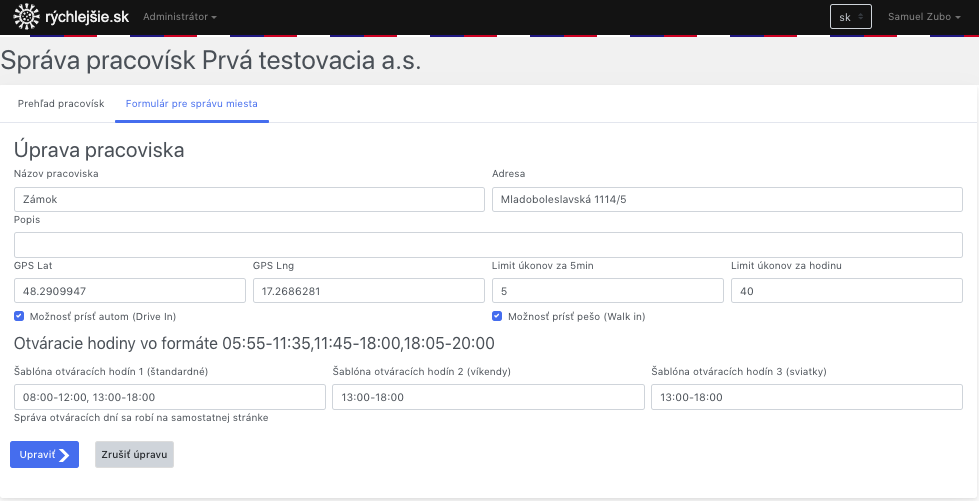 rýchlejšie.sk Administrátor sk Samuel Zubo
Správa pracovísk Prvá testovacia a.s.
Prehľad pracovísk Formulár pre správu miesta
Úprava pracoviska
Názov pracoviska Adresa
Zámok Mladoboleslavská 1114/5
Popis
GPS Lat GPS Lng Limit úkonov za 5min Limit úkonov za hodinu
48.2909947 17.2686281 5 40
Možnosť prísť autom (Drive In) Možnosť prísť pešo (Walk in)
Otváracie hodiny vo formáte 05:55-11:35,11:45-18:00,18:05-20:00
Šablóna otváracích hodín 1 (štandardné) Šablóna otváracích hodín 2 (víkendy) Šablóna otváracích hodín 3 (sviatky)
08:00-12:00, 13:00-18:00 13:00-18:00 13:00-18:00
Správa otváracích dní sa robí na samostatnej stránke
Upraviť Zrušiť úpravu